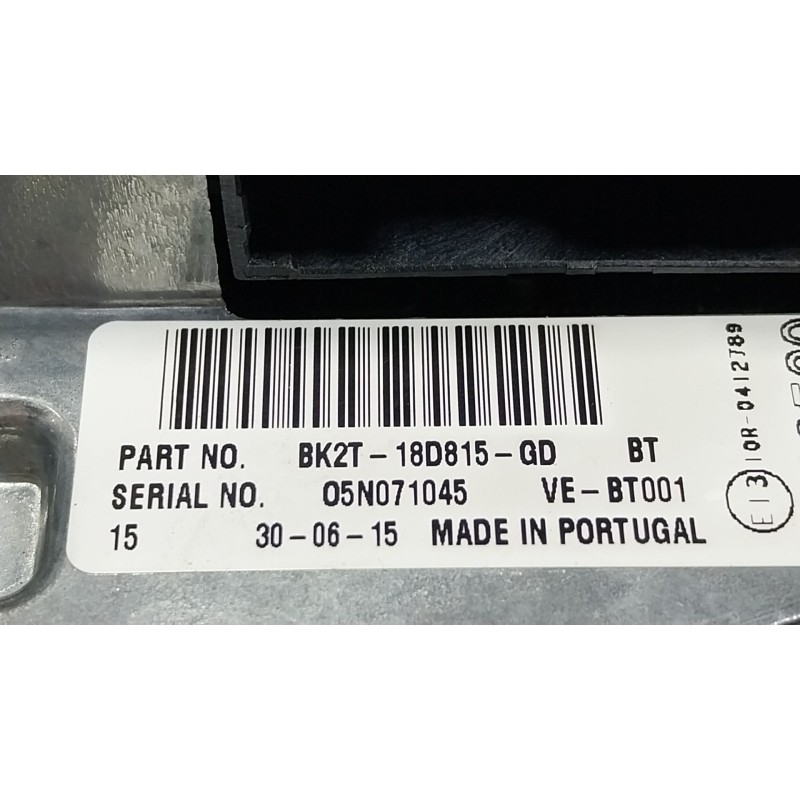 PART NO. BK2T-18D815-GD BT
SERIAL NO. 05N071045 VE-BT001
15 30-06-15 MADE IN PORTUGAL
E13 10R-0412789